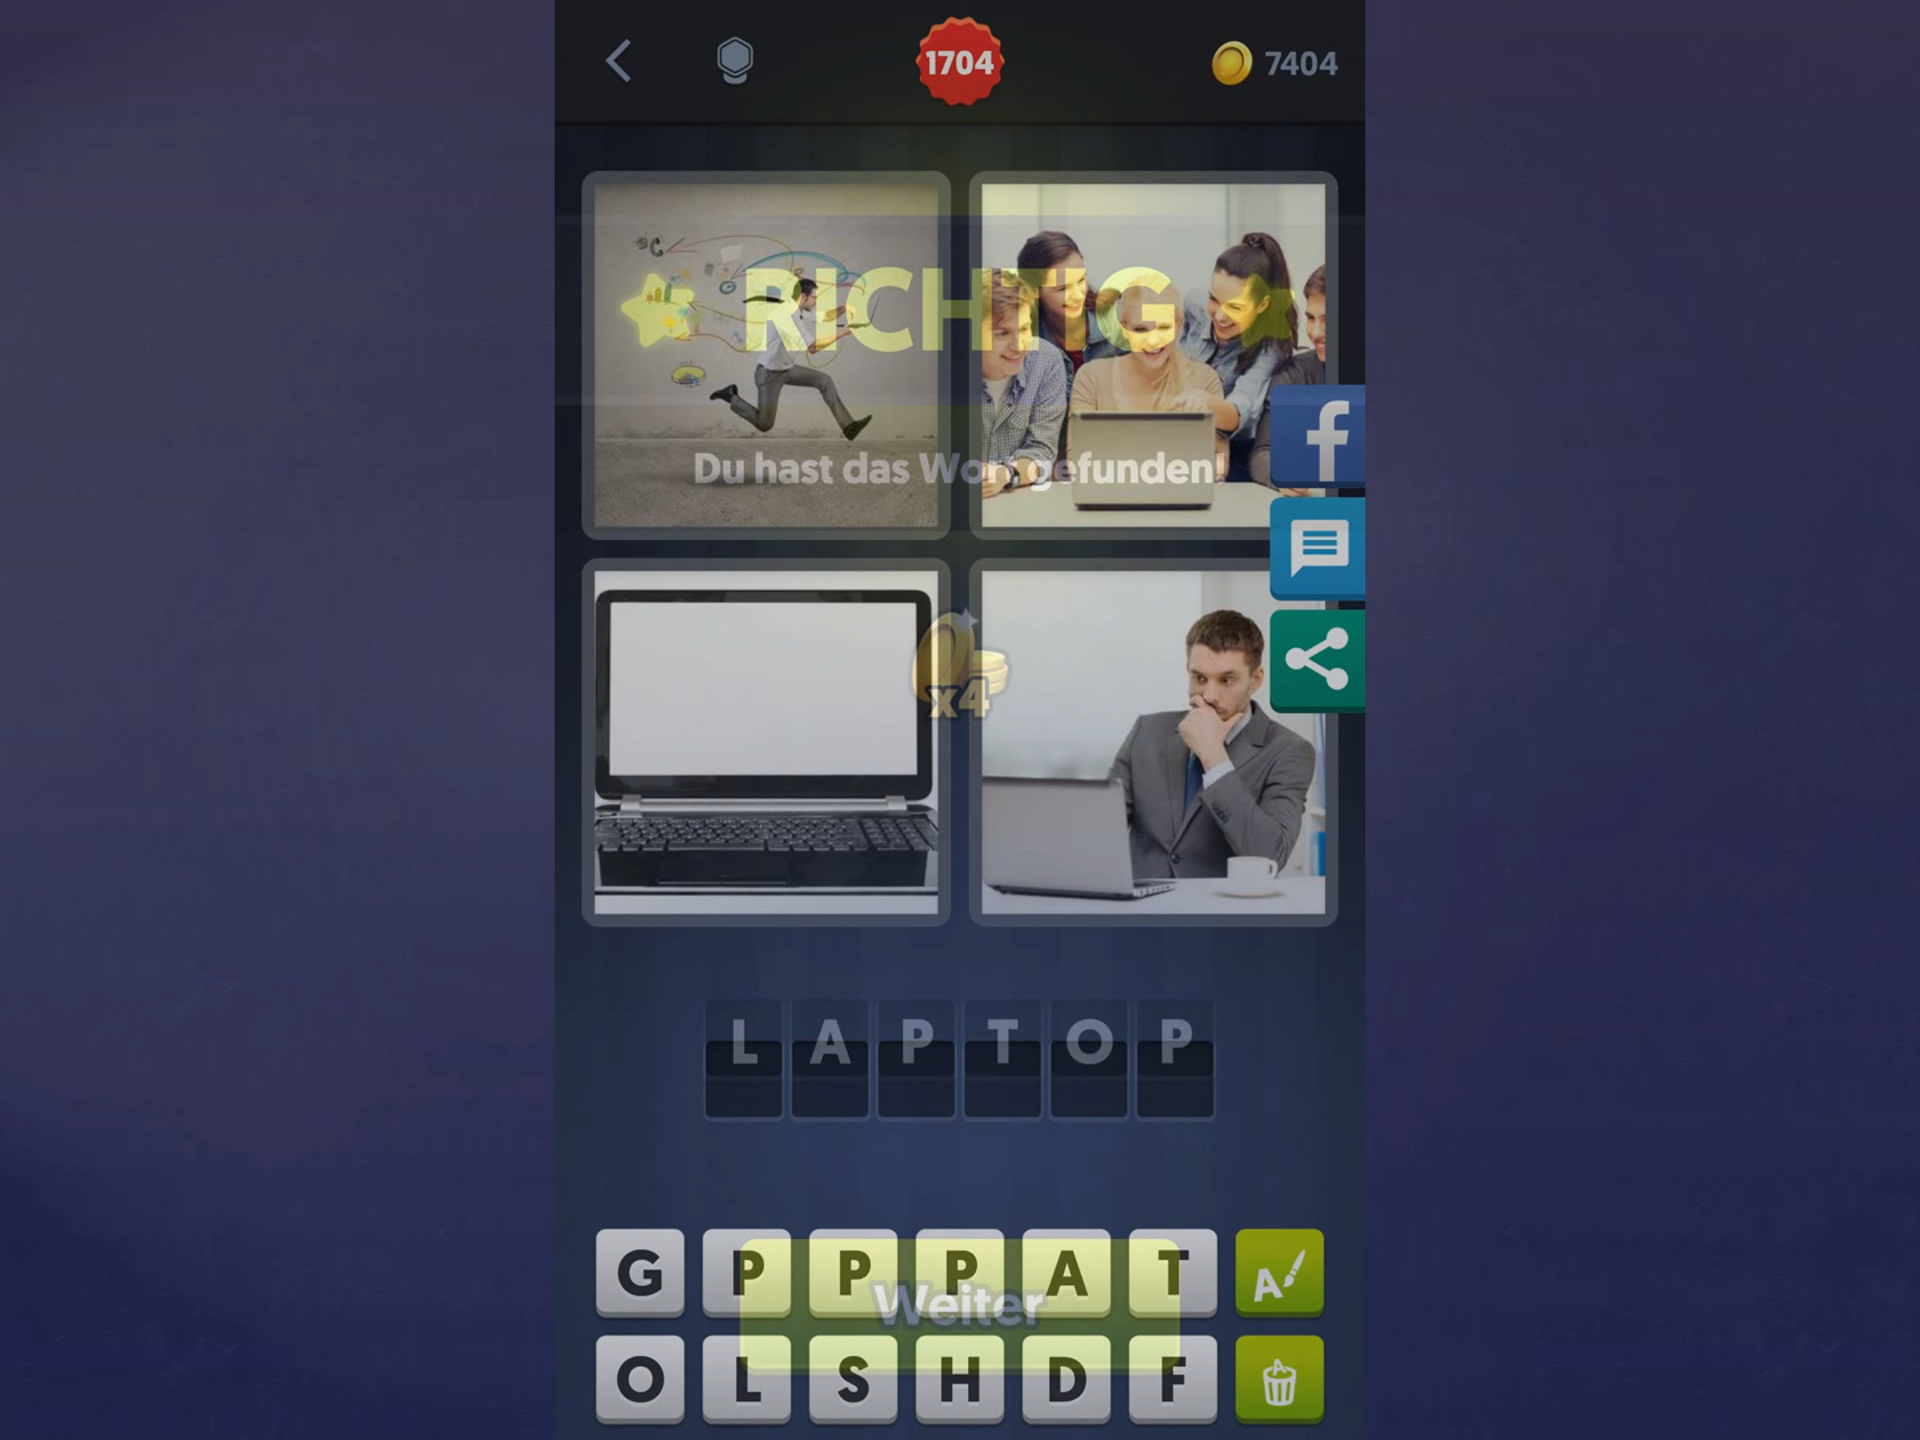 1704
7404
RICHTIG
Du hast das Wort gefunden!
x4
L A P T O P
G P P P A T
Weiter
O L S H D F